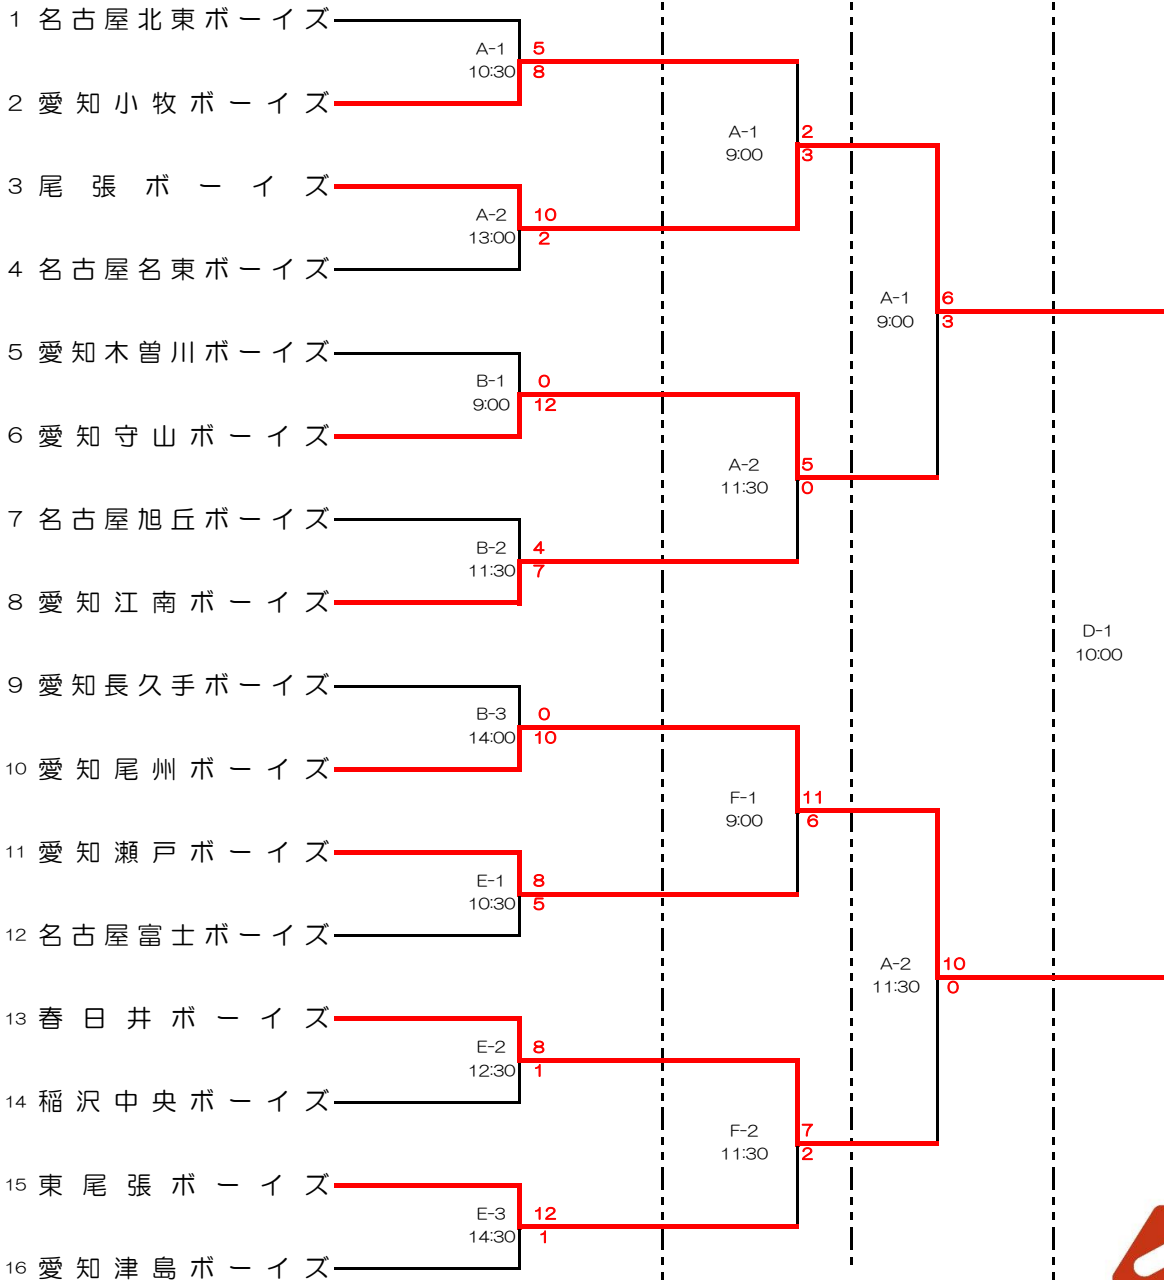 1 名古屋北東ボーイズ
A-1 5
10:30 8
2 愛知小牧ボーイズ
A-1 2
9:00 3
3 尾張ボーイズ
A-2 10
13:00 2
4 名古屋名東ボーイズ
A-1 6
9:00 3
5 愛知木曽川ボーイズ
B-1 0
9:00 12
6 愛知守山ボーイズ
A-2 5
11:30 0
7 名古屋旭丘ボーイズ
B-2 4
11:30 7
8 愛知江南ボーイズ
D-1
10:00
9 愛知長久手ボーイズ
B-3 0
14:00 10
10 愛知尾州ボーイズ
F-1 11
9:00 6
11 愛知瀬戸ボーイズ
E-1 8
10:30 5
12 名古屋富士ボーイズ
A-2 10
11:30 0
13 春日井ボーイズ
E-2 8
12:30 1
14 稲沢中央ボーイズ
F-2 7
11:30 2
15 東尾張ボーイズ
E-3 12
14:30 1
16 愛知津島ボーイズ